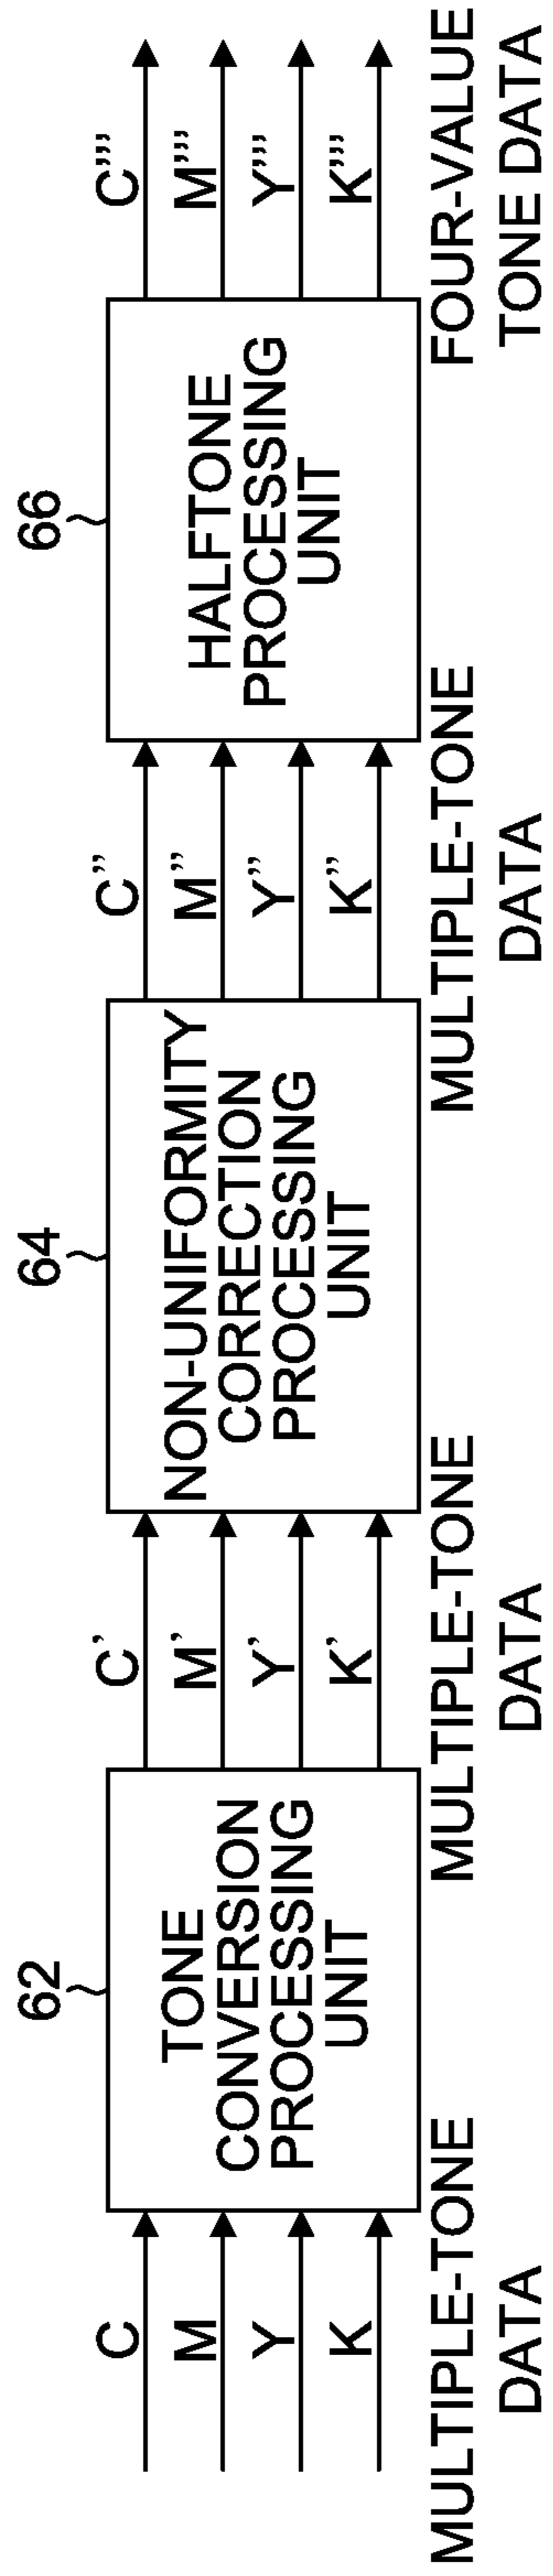 62
64
66
C
M
Y
K
TONE
CONVERSION
PROCESSING
UNIT
C'
M'
Y'
K'
NON-UNIFORMITY
CORRECTION
PROCESSING
UNIT
C''
M''
Y''
K''
HALFTONE
PROCESSING
UNIT
C'''
M'''
Y'''
K'''
MULTIPLE-TONE
DATA
MULTIPLE-TONE
DATA
MULTIPLE-TONE
DATA
FOUR-VALUE
TONE DATA